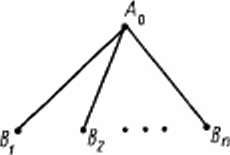 A₀
B₁ B₂ . . . Bₙ